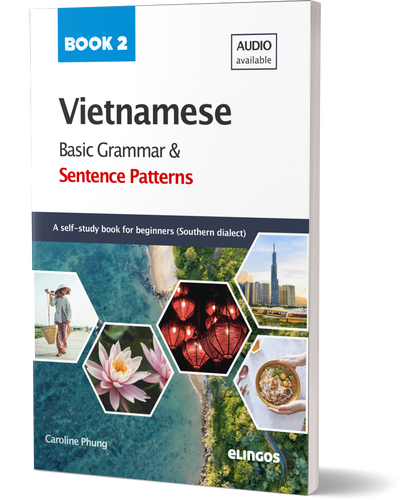 BOOK 2
AUDIO
available
Vietnamese
Basic Grammar &
Sentence Patterns
A self-study book for beginners (Southern dialect)
Caroline Phung
eLINGOS